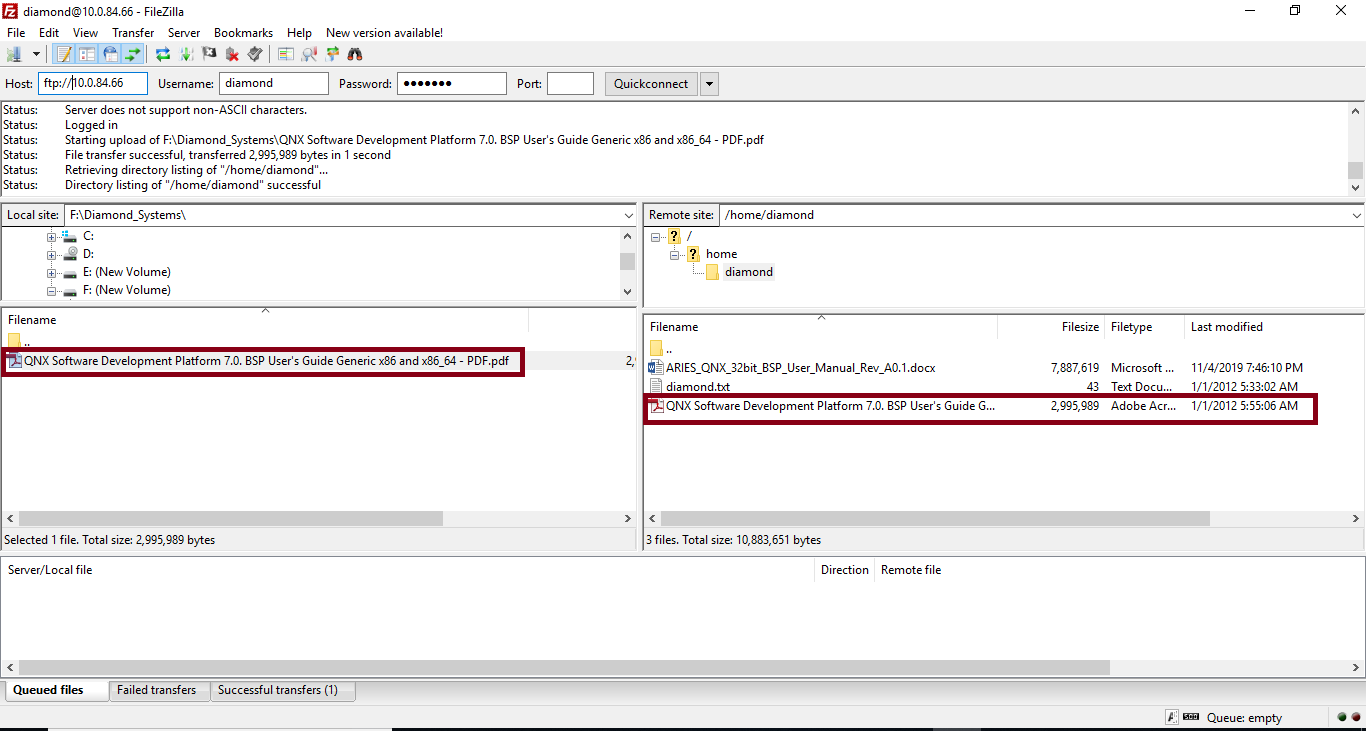 diamond@10.0.84.66 - FileZilla
File Edit View Transfer Server Bookmarks Help New version available!
Host: ftp://10.0.84.66 Username: diamond Password: ●●●●●●● Port: Quickconnect
Status: Server does not support non-ASCII characters.
Status: Logged in
Status: Starting upload of F:\Diamond_Systems\QNX Software Development Platform 7.0. BSP User's Guide Generic x86 and x86_64 - PDF.pdf
Status: File transfer successful, transferred 2,995,989 bytes in 1 second
Status: Retrieving directory listing of "/home/diamond"...
Status: Directory listing of "/home/diamond" successful
Local site: F:\Diamond_Systems\
C:
D:
E: (New Volume)
F: (New Volume)
Filename
..
QNX Software Development Platform 7.0. BSP User's Guide Generic x86 and x86_64 - PDF.pdf 2,
Selected 1 file. Total size: 2,995,989 bytes
Remote site: /home/diamond
/
home
diamond
Filename Filesize Filetype Last modified
..
ARIES_QNX_32bit_BSP_User_Manual_Rev_A0.1.docx 7,887,619 Microsoft ... 11/4/2019 7:46:10 PM
diamond.txt 43 Text Docu... 1/1/2012 5:33:02 AM
QNX Software Development Platform 7.0. BSP User's Guide G... 2,995,989 Adobe Acr... 1/1/2012 5:55:06 AM
3 files. Total size: 10,883,651 bytes
Server/Local file Direction Remote file
Queued files Failed transfers Successful transfers (1)
Queue: empty